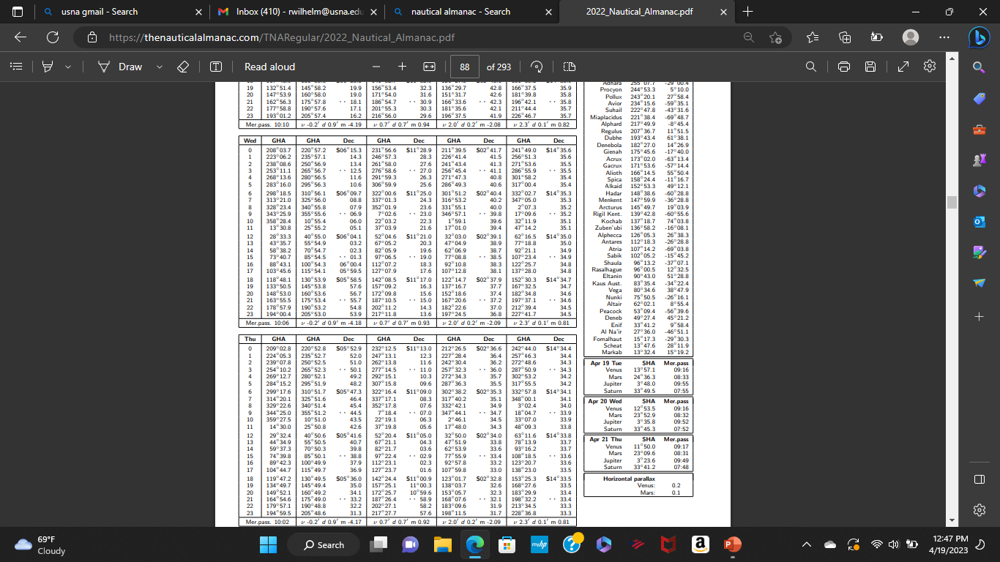 usna gmail - Search
Inbox (410) - rwilhelm@usna.edu
nautical almanac - Search
2022_Nautical_Almanac.pdf
https://thenauticalalmanac.com/TNARegular/2022_Nautical_Almanac.pdf
Draw
Read aloud
88 of 293
19 132°51.4 145°58.2 19.9 156°53.4 32.3 136°29.7 42.8 166°37.5 35.9
20 147°53.9 160°58.0 19.0 171°54.0 31.6 151°31.7 42.6 181°39.8 35.8
21 162°56.3 175°57.8 ·· 18.1 186°54.7 ·· 30.9 166°33.6 ·· 42.3 196°42.1 ·· 35.8
22 177°58.8 190°57.6 17.1 201°55.3 30.3 181°35.6 42.1 211°44.4 35.7
23 193°01.2 205°57.4 16.2 216°56.0 29.6 196°37.5 41.9 226°46.7 35.7
Mer.pass. 10:10 ν -0.2' d 0.9' m -4.19 ν 0.7' d 0.7' m 0.94 ν 2.0' d 0.2' m -2.08 ν 2.3' d 0.1' m 0.82
Wed GHA GHA Dec GHA Dec GHA Dec GHA Dec
0 208°03.7 220°57.2 S06°15.3 231°56.6 S11°28.9 211°39.5 S02°41.7 241°49.0 S14°35.6
1 223°06.2 235°57.1 14.3 246°57.3 28.3 226°41.4 41.5 256°51.3 35.6
2 238°08.6 250°56.9 13.4 261°58.0 27.6 241°43.4 41.3 271°53.6 35.5
3 253°11.1 265°56.7 ·· 12.5 276°58.6 ·· 27.0 256°45.4 ·· 41.1 286°55.9 ·· 35.5
4 268°13.6 280°56.5 11.6 291°59.3 26.3 271°47.3 40.8 301°58.2 35.4
5 283°16.0 295°56.3 10.6 306°59.9 25.6 286°49.3 40.6 317°00.4 35.4
6 298°18.5 310°56.1 S06°09.7 322°00.6 S11°25.0 301°51.2 S02°40.4 332°02.7 S14°35.3
7 313°21.0 325°56.0 08.8 337°01.3 24.3 316°53.2 40.2 347°05.0 35.3
8 328°23.4 340°55.8 07.9 352°01.9 23.6 331°55.1 40.0 2°07.3 35.2
9 343°25.9 355°55.6 ·· 06.9 7°02.6 ·· 23.0 346°57.1 ·· 39.8 17°09.6 ·· 35.2
10 358°28.4 10°55.4 06.0 22°03.2 22.3 1°59.1 39.6 32°11.9 35.1
11 13°30.8 25°55.2 05.1 37°03.9 21.6 17°01.0 39.4 47°14.2 35.1
12 28°33.3 40°55.0 S06°04.1 52°04.6 S11°21.0 32°03.0 S02°39.1 62°16.5 S14°35.0
13 43°35.7 55°54.9 03.2 67°05.2 20.3 47°04.9 38.9 77°18.8 35.0
14 58°38.2 70°54.7 02.3 82°05.9 19.6 62°06.9 38.7 92°21.1 34.9
15 73°40.7 85°54.5 ·· 01.3 97°06.5 ·· 19.0 77°08.8 ·· 38.5 107°23.4 ·· 34.9
16 88°43.1 100°54.3 06°00.4 112°07.2 18.3 92°10.8 38.3 122°25.7 34.8
17 103°45.6 115°54.1 05°59.5 127°07.9 17.6 107°12.8 38.1 137°28.0 34.8
18 118°48.1 130°53.9 S05°58.5 142°08.5 S11°17.0 122°14.7 S02°37.9 152°30.3 S14°34.7
19 133°50.5 145°53.8 57.6 157°09.2 16.3 137°16.7 37.7 167°32.5 34.7
20 148°53.0 160°53.6 56.7 172°09.8 15.6 152°18.6 37.4 182°34.8 34.6
21 163°55.5 175°53.4 ·· 55.7 187°10.5 ·· 15.0 167°20.6 ·· 37.2 197°37.1 ·· 34.6
22 178°57.9 190°53.2 54.8 202°11.2 14.3 182°22.6 37.0 212°39.4 34.5
23 194°00.4 205°53.0 53.9 217°11.8 13.6 197°24.5 36.8 227°41.7 34.5
Mer.pass. 10:06 ν -0.2' d 0.9' m -4.18 ν 0.7' d 0.7' m 0.93 ν 2.0' d 0.2' m -2.09 ν 2.3' d 0.1' m 0.81
Thu GHA GHA Dec GHA Dec GHA Dec GHA Dec
0 209°02.8 220°52.8 S05°52.9 232°12.5 S11°13.0 212°26.5 S02°36.6 242°44.0 S14°34.4
1 224°05.3 235°52.7 52.0 247°13.1 12.3 227°28.4 36.4 257°46.3 34.4
2 239°07.8 250°52.5 51.0 262°13.8 11.6 242°30.4 36.2 272°48.6 34.3
3 254°10.2 265°52.3 ·· 50.1 277°14.5 ·· 11.0 257°32.3 ·· 36.0 287°50.9 ·· 34.3
4 269°12.7 280°52.1 49.2 292°15.1 10.3 272°34.3 35.7 302°53.2 34.2
5 284°15.2 295°51.9 48.2 307°15.8 09.6 287°36.3 35.5 317°55.5 34.2
6 299°17.6 310°51.7 S05°47.3 322°16.4 S11°09.0 302°38.2 S02°35.3 332°57.8 S14°34.1
7 314°20.1 325°51.6 46.4 337°17.1 08.3 317°40.2 35.1 348°00.1 34.1
8 329°22.6 340°51.4 45.4 352°17.8 07.6 332°42.1 34.9 3°02.4 34.0
9 344°25.0 355°51.2 ·· 44.5 7°18.4 ·· 07.0 347°44.1 ·· 34.7 18°04.7 ·· 33.9
10 359°27.5 10°51.0 43.5 22°19.1 06.3 2°46.1 34.5 33°07.0 33.9
11 14°30.0 25°50.8 42.6 37°19.8 05.6 17°48.0 34.3 48°09.3 33.8
12 29°32.4 40°50.6 S05°41.6 52°20.4 S11°05.0 32°50.0 S02°34.0 63°11.6 S14°33.8
13 44°34.9 55°50.5 40.7 67°21.1 04.3 47°51.9 33.8 78°13.9 33.7
14 59°37.3 70°50.3 39.8 82°21.7 03.6 62°53.9 33.6 93°16.2 33.7
15 74°39.8 85°50.1 ·· 38.8 97°22.4 ·· 02.9 77°55.9 ·· 33.4 108°18.5 ·· 33.6
16 89°42.3 100°49.9 37.9 112°23.1 02.3 92°57.8 33.2 123°20.7 33.6
17 104°44.7 115°49.7 36.9 127°23.7 01.6 107°59.8 33.0 138°23.0 33.5
18 119°47.2 130°49.5 S05°36.0 142°24.4 S11°00.9 123°01.7 S02°32.8 153°25.3 S14°33.5
19 134°49.7 145°49.4 35.0 157°25.1 11°00.3 138°03.7 32.6 168°27.6 33.5
20 149°52.1 160°49.2 34.1 172°25.7 10°59.6 153°05.7 32.3 183°29.9 33.4
21 164°54.6 175°49.0 ·· 33.2 187°26.4 ·· 58.9 168°07.6 ·· 32.1 198°32.2 ·· 33.4
22 179°57.1 190°48.8 32.2 202°27.1 58.2 183°09.6 31.9 213°34.5 33.3
23 194°59.5 205°48.6 31.3 217°27.7 57.6 198°11.5 31.7 228°36.8 33.3
Mer.pass. 10:02 ν -0.2' d 0.9' m -4.17 ν 0.7' d 0.7' m 0.92 ν 2.0' d 0.2' m -2.09 ν 2.3' d 0.1' m 0.81
Adhara 255°07.7 -29°00.4
Procyon 244°53.3 5°10.0
Pollux 243°20.1 27°58.4
Avior 234°15.6 -59°35.1
Suhail 222°47.8 -43°31.6
Miaplacidus 221°38.4 -69°48.7
Alphard 217°49.9 -8°45.4
Regulus 207°36.7 11°51.5
Dubhe 193°43.4 61°38.1
Denebola 182°27.0 14°26.9
Gienah 175°45.6 -17°40.0
Acrux 173°02.0 -63°13.4
Gacrux 171°53.6 -57°14.4
Alioth 166°14.5 55°50.4
Spica 158°24.4 -11°16.7
Alkaid 152°53.3 49°12.1
Hadar 148°38.6 -60°28.8
Menkent 147°59.9 -36°28.8
Arcturus 145°49.7 19°03.9
Rigil Kent. 139°42.8 -60°55.6
Kochab 137°18.7 74°03.8
Zuben'ubi 136°58.2 -16°08.1
Alphecca 126°05.3 26°38.3
Antares 112°18.3 -26°28.8
Atria 107°14.2 -69°03.8
Sabik 102°05.2 -15°45.2
Shaula 96°13.2 -37°07.1
Rasalhague 96°00.5 12°32.5
Eltanin 90°43.0 51°28.8
Kaus Aust. 83°35.4 -34°22.4
Vega 80°34.6 38°47.9
Nunki 75°50.5 -26°16.1
Altair 62°02.1 8°55.4
Peacock 53°09.4 -56°39.6
Deneb 49°27.4 45°21.2
Enif 33°41.2 9°58.4
Al Na'ir 27°36.0 -46°51.1
Fomalhaut 15°17.3 -29°30.3
Scheat 13°47.6 28°11.9
Markab 13°32.4 15°19.2
Apr 19 Tue SHA Mer.pass
Venus 13°57.1 09:16
Mars 24°36.3 08:33
Jupiter 3°48.0 09:55
Saturn 33°49.5 07:55
Apr 20 Wed SHA Mer.pass
Venus 12°53.5 09:16
Mars 23°52.9 08:32
Jupiter 3°35.8 09:52
Saturn 33°45.3 07:52
Apr 21 Thu SHA Mer.pass
Venus 11°50.0 09:17
Mars 23°09.6 08:31
Jupiter 3°23.6 09:49
Saturn 33°41.2 07:48
Horizontal parallax
Venus: 0.2
Mars: 0.1
69°F
Cloudy
Search
myhp
12:47 PM
4/19/2023